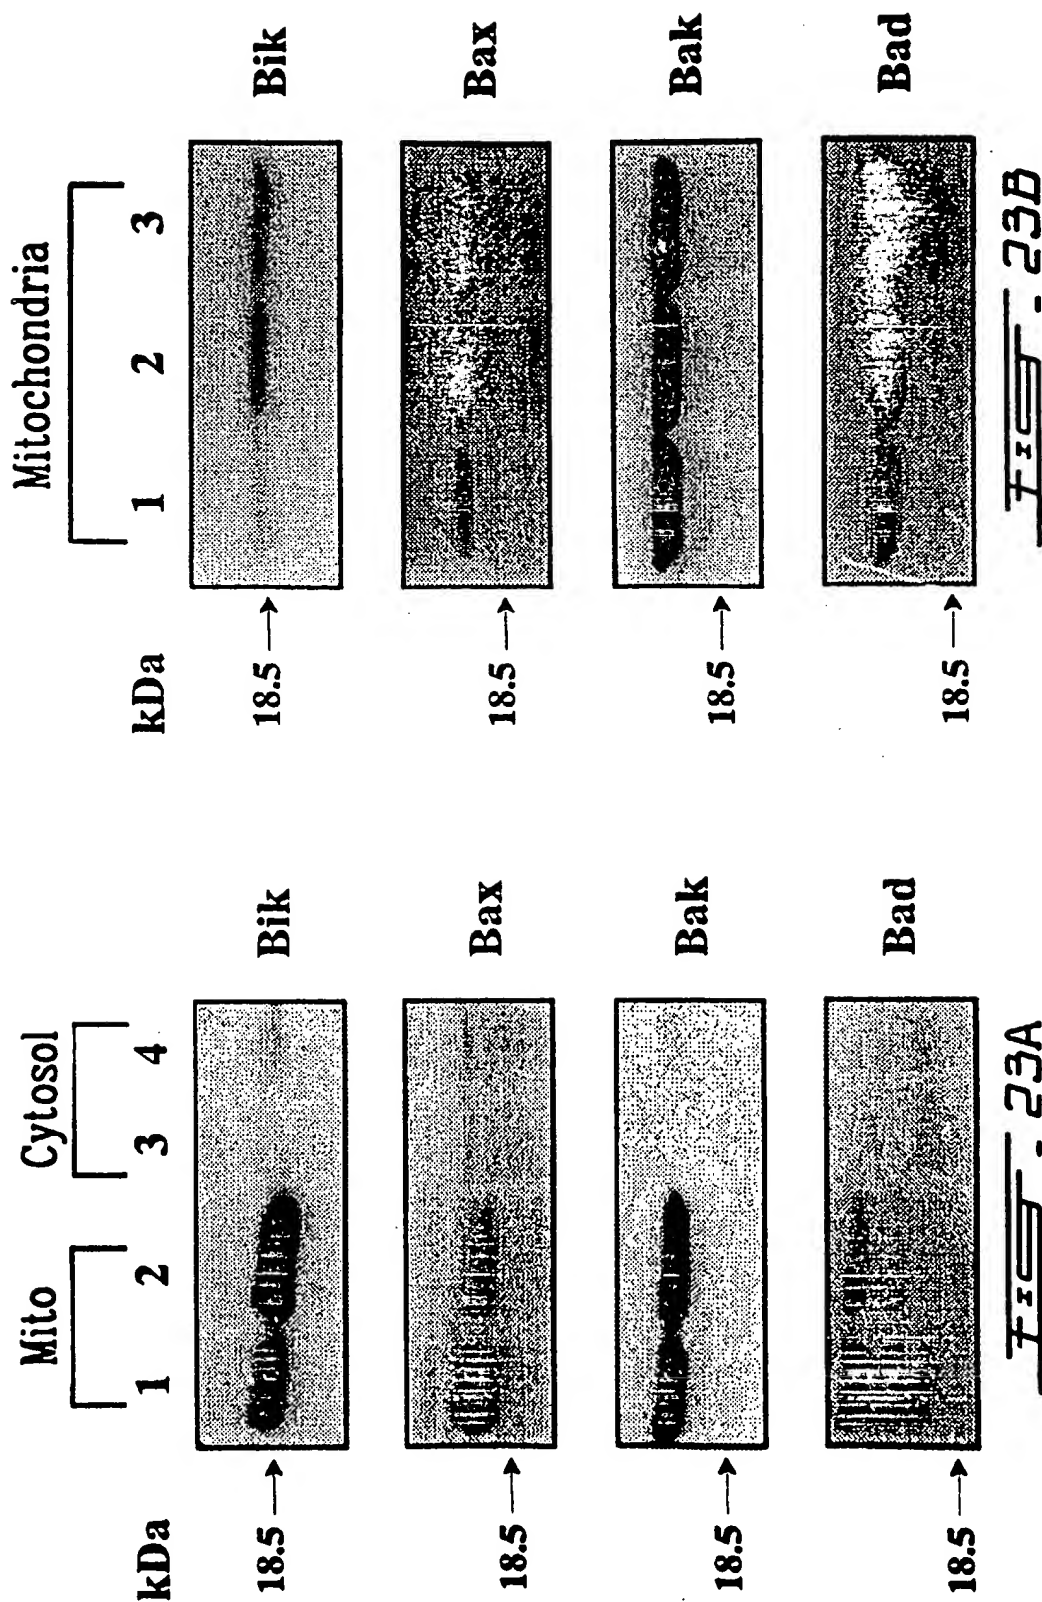 Mito Cytosol
kDa 1 2 3 4
18.5 Bik
18.5 Bax
18.5 Bak
18.5 Bad
Fig. 23A
Mitochondria
kDa 1 2 3
18.5 Bik
18.5 Bax
18.5 Bak
18.5 Bad
Fig. 23B